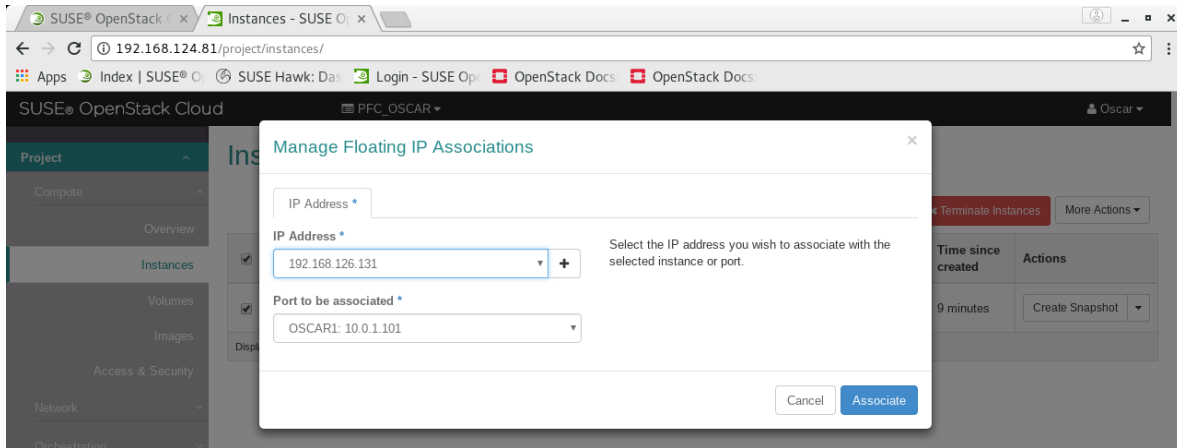 SUSE® OpenStack C
Instances - SUSE O
192.168.124.81/project/instances/
Apps Index | SUSE® O SUSE Hawk: Das Login - SUSE Ope OpenStack Docs: OpenStack Docs:
SUSE® OpenStack Cloud PFC_OSCAR Oscar
Project
Compute
Overview
Instances
Volumes
Images
Access & Security
Network
Orchestration
Ins
Manage Floating IP Associations
×
IP Address *
IP Address *
192.168.126.131
+
Select the IP address you wish to associate with the
selected instance or port.
Port to be associated *
OSCAR1: 10.0.1.101
Cancel Associate
Terminate Instances More Actions
Time since
created
Actions
9 minutes
Create Snapshot
Displ